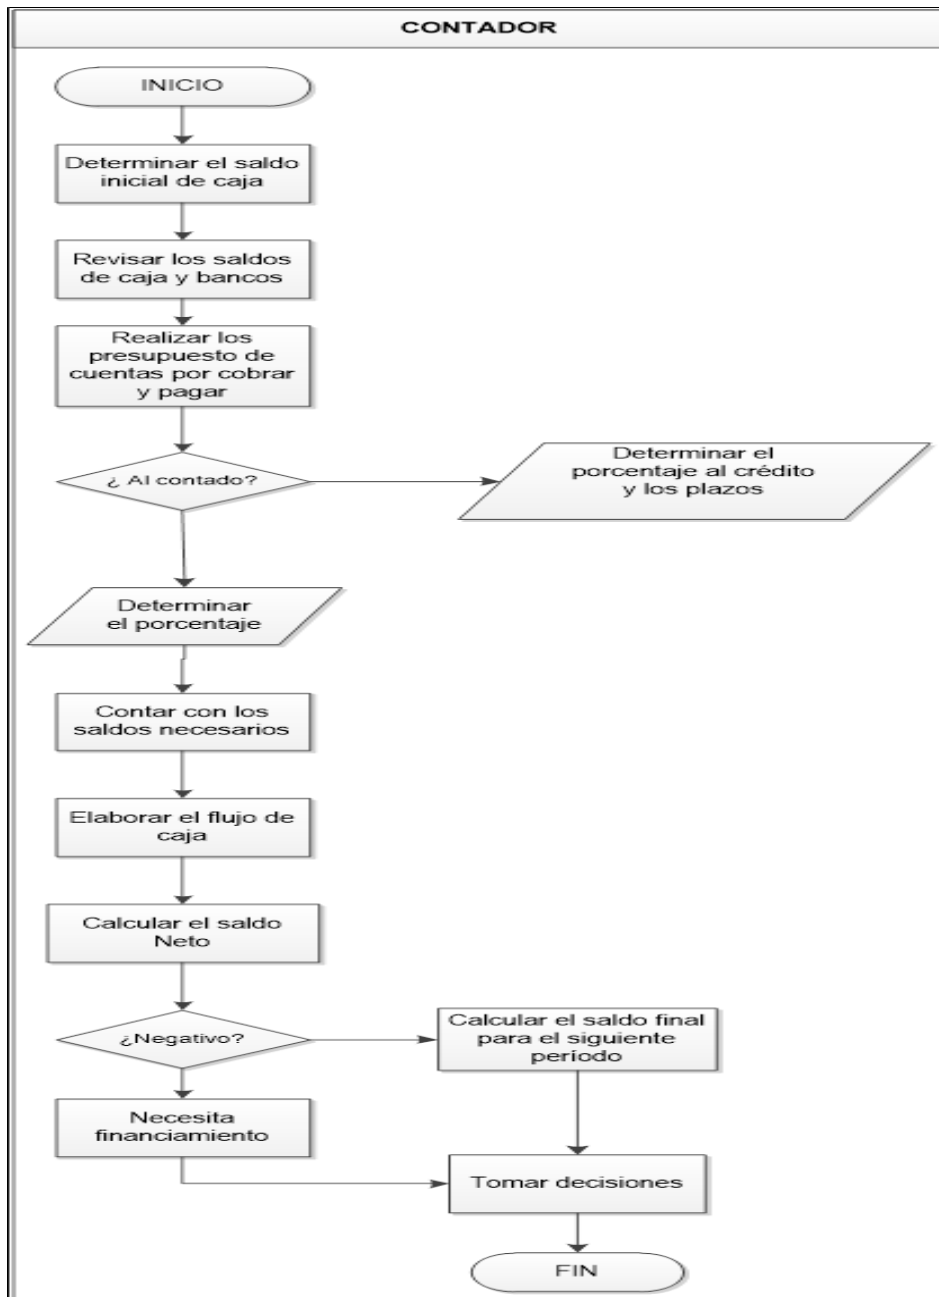 CONTADOR
INICIO
Determinar el saldo
inicial de caja
Revisar los saldos
de caja y bancos
Realizar los
presupuesto de
cuentas por cobrar
y pagar
¿ Al contado?
Determinar el
porcentaje al crédito
y los plazos
Determinar
el porcentaje
Contar con los
saldos necesarios
Elaborar el flujo de
caja
Calcular el saldo
Neto
¿Negativo?
Calcular el saldo final
para el siguiente
período
Necesita
financiamiento
Tomar decisiones
FIN